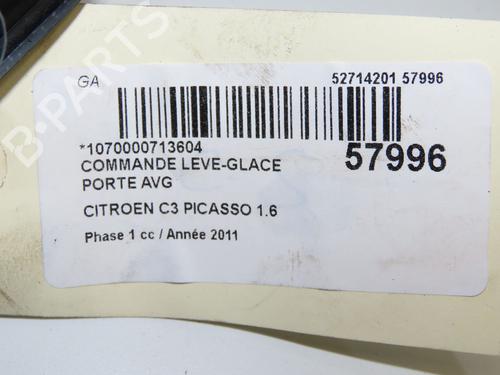 GA
52714201 57996
*1070000713604
57996
COMMANDE LEVE-GLACE
PORTE AVG
CITROEN C3 PICASSO 1.6
Phase 1 cc / Année 2011
B-PARTS